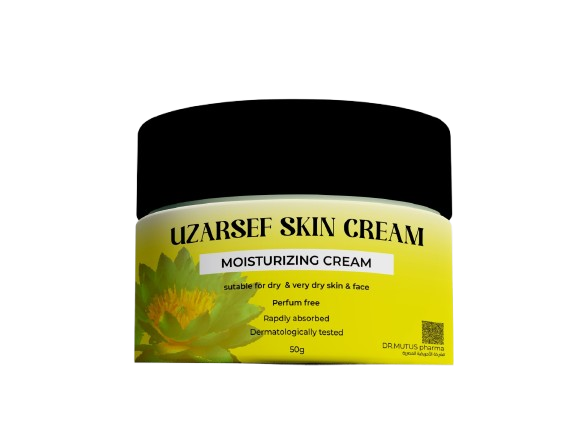 UZARSEF SKIN CREAM
MOISTURIZING CREAM
suitable for dry & very dry skin & face
Perfum free
Rapdly absorbed
Dermatologically tested
50g
DR.MUTUS pharma